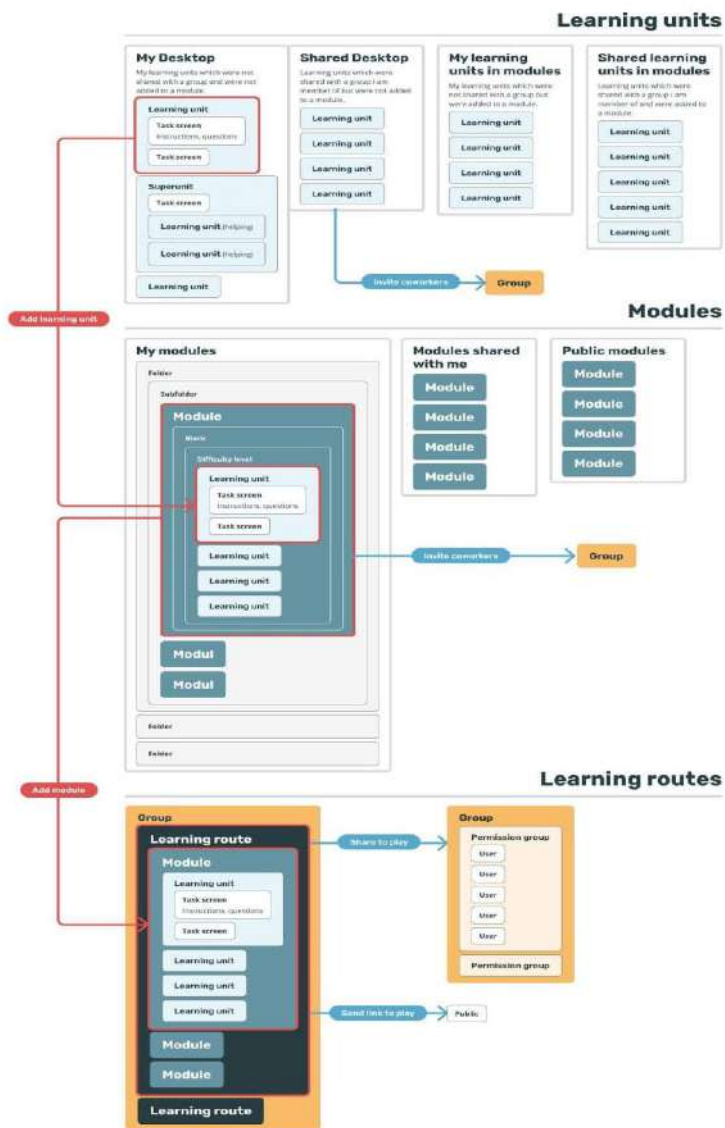 Learning units
My Desktop
My learning units which were not
shared with a group and were not
added to a module.
Learning unit
Task screen
Instructions, questions
Task screen
Superunit
Task screen
Learning unit (helping)
Learning unit (helping)
Learning unit
Shared Desktop
Learning units which were
shared with a group I am
member of but were not added
to a module.
Learning unit
Learning unit
Learning unit
Learning unit
My learning
units in modules
My learning units which were
not shared with a group but
were added to a module.
Learning unit
Learning unit
Learning unit
Learning unit
Shared learning
units in modules
Learning units which were
shared with a group I am
member of and were added to
a module.
Learning unit
Learning unit
Learning unit
Learning unit
Learning unit
Invite coworkers
Group
Add learning unit
Modules
My modules
Folder
Subfolder
Module
Block
Difficulty level
Learning unit
Task screen
Instructions, questions
Task screen
Learning unit
Learning unit
Learning unit
Modul
Modul
Folder
Folder
Modules shared
with me
Module
Module
Module
Module
Public modules
Module
Module
Module
Module
Invite coworkers
Group
Add module
Learning routes
Group
Learning route
Module
Learning unit
Task screen
Instructions, questions
Task screen
Learning unit
Learning unit
Learning unit
Module
Module
Learning route
Share to play
Group
Permission group
User
User
User
User
User
Permission group
Send link to play
Public